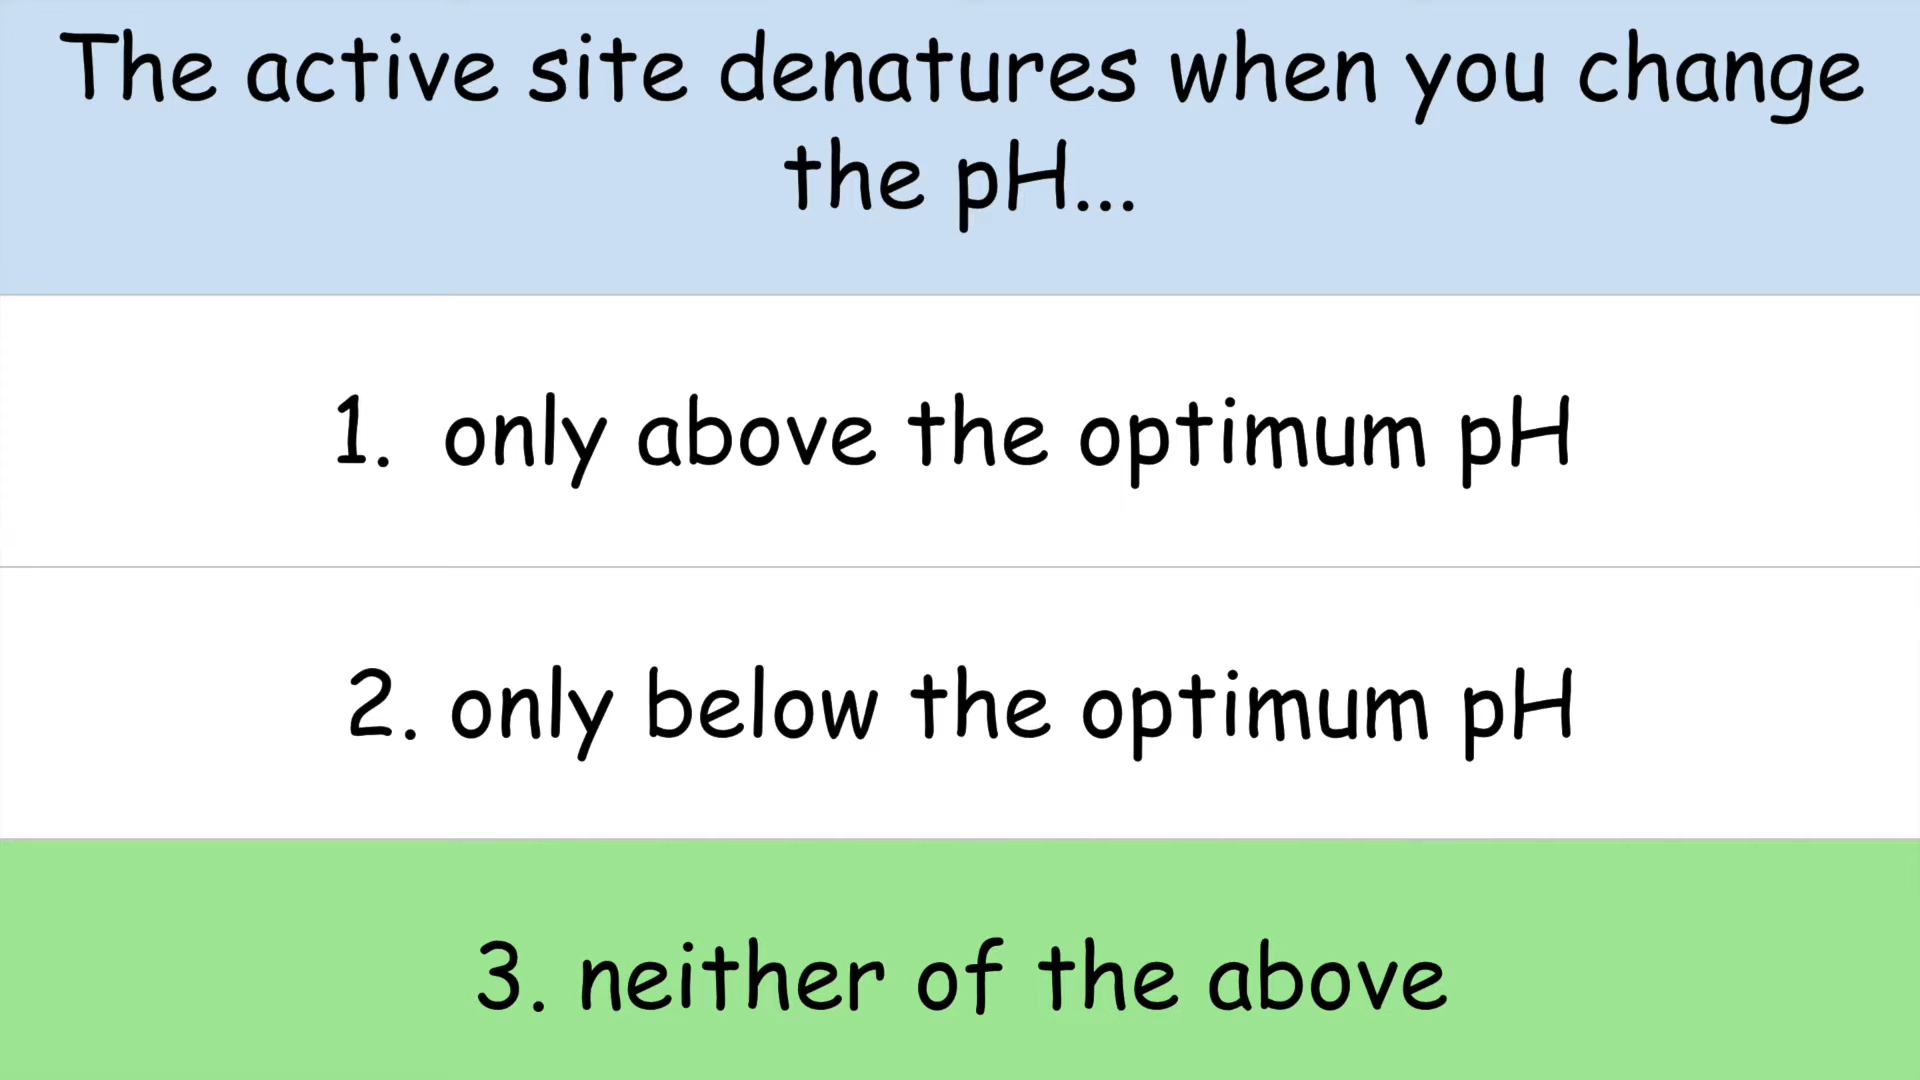 The active site denatures when you change
the pH...
1. only above the optimum pH
2. only below the optimum pH
3. neither of the above